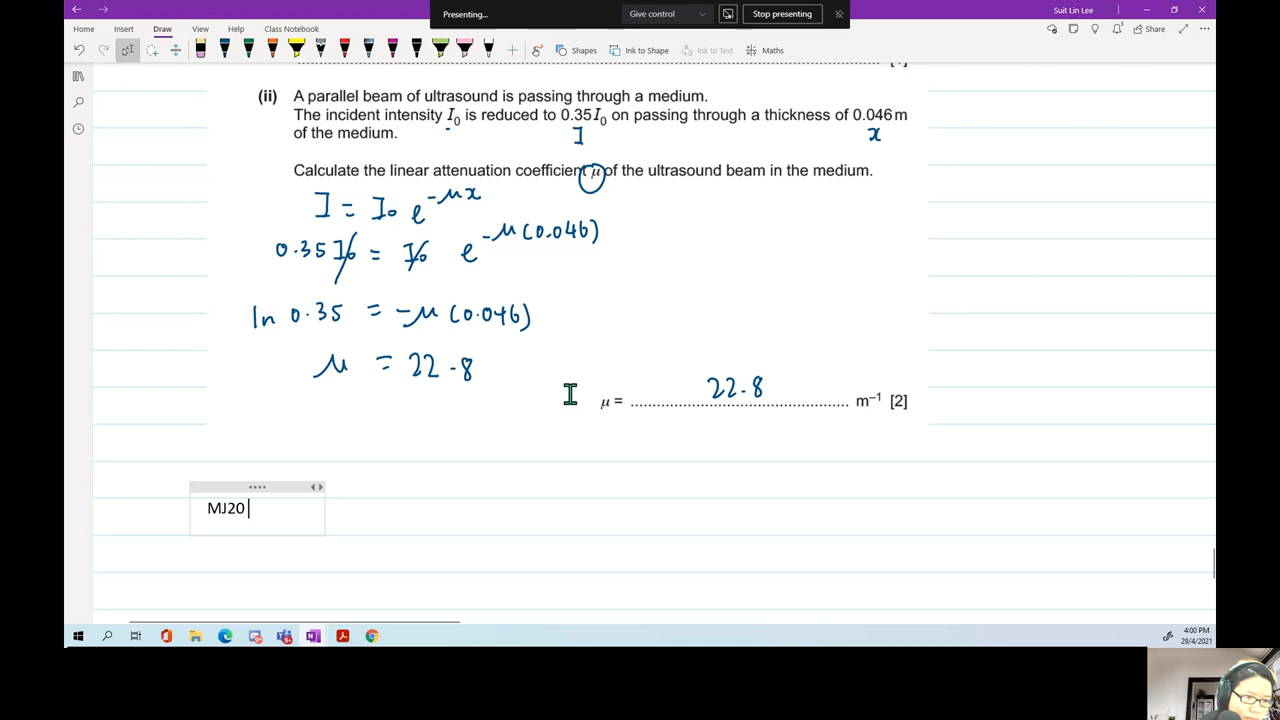 Presenting...
Give control
Stop presenting
Suit Lin Lee
Home Insert Draw View Help Class Notebook
Share
Shapes Ink to Shape Ink to Text Maths
(ii) A parallel beam of ultrasound is passing through a medium.
The incident intensity I₀ is reduced to 0.35I₀ on passing through a thickness of 0.046 m
of the medium.
I x
Calculate the linear attenuation coefficient μ of the ultrasound beam in the medium.
I = I₀ e^-μx
0.35 I₀ = I₀ e^-μ(0.046)
ln 0.35 = -μ(0.046)
μ = 22.8
22.8
μ = ........................................................ m⁻¹ [2]
MJ20
4:00 PM
29/4/2021